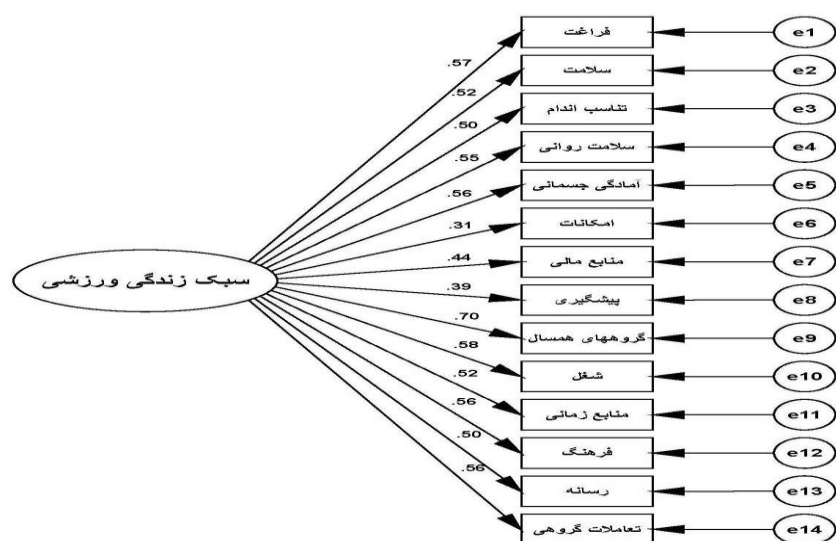 فراغت
e1
.57
سلامت
e2
.52
تناسب اندام
e3
.50
سلامت روانی
e4
.55
آمادگی جسمانی
e5
.56
امکانات
e6
.31
منابع مالی
e7
.44
سبک زندگی ورزشی
پیشگیری
e8
.39
گروههای همسال
e9
.70
شغل
e10
.58
منابع زمانی
e11
.52
فرهنگ
e12
.56
رسانه
e13
.50
تعاملات گروهی
e14
.56